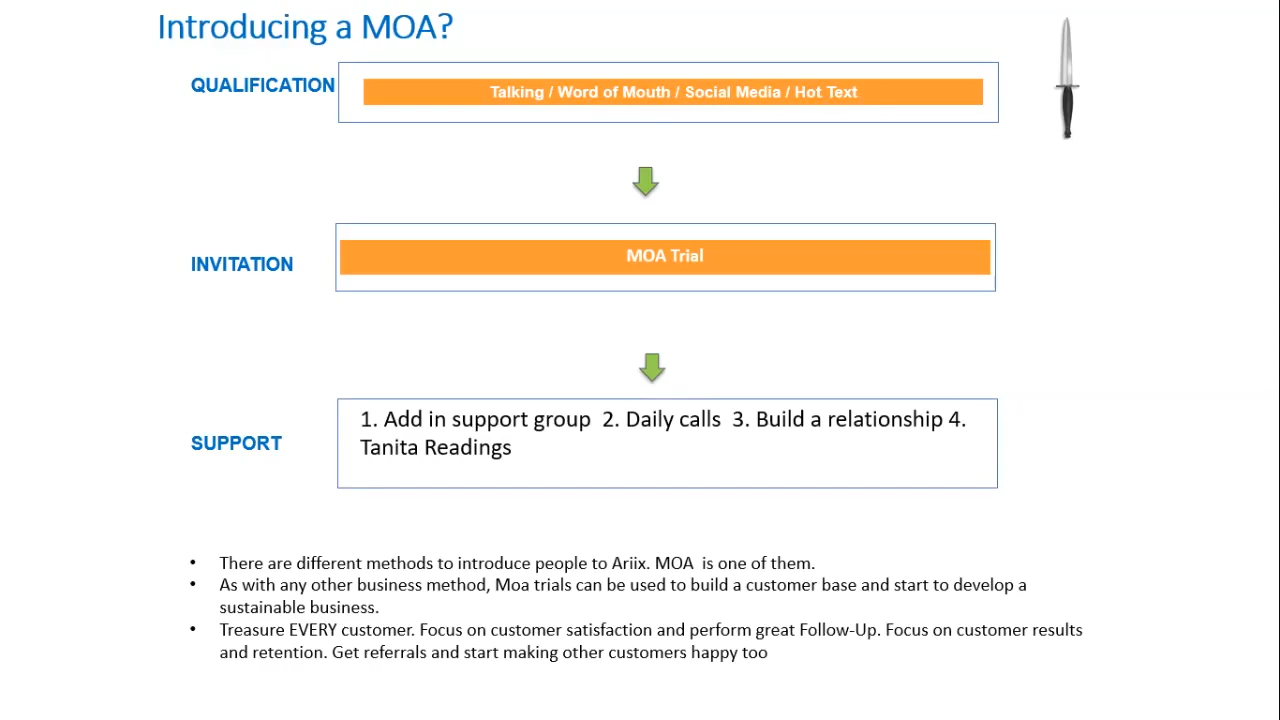 Introducing a MOA?
QUALIFICATION
Talking / Word of Mouth / Social Media / Hot Text
INVITATION
MOA Trial
SUPPORT
1. Add in support group  2. Daily calls  3. Build a relationship 4.
Tanita Readings
• There are different methods to introduce people to Ariix. MOA  is one of them.
• As with any other business method, Moa trials can be used to build a customer base and start to develop a
sustainable business.
• Treasure EVERY customer. Focus on customer satisfaction and perform great Follow-Up. Focus on customer results
and retention. Get referrals and start making other customers happy too